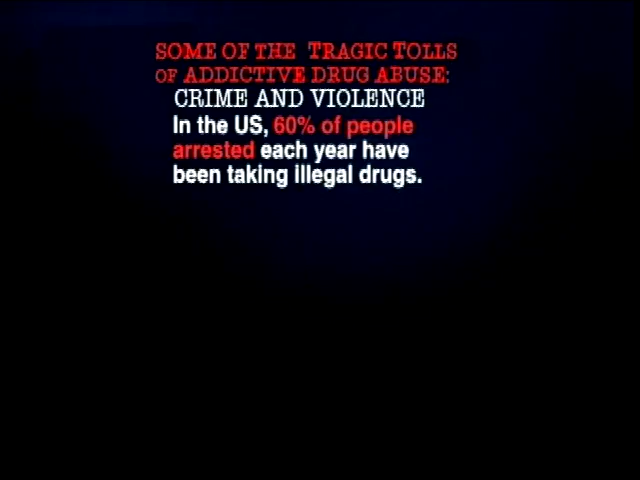 SOME OF THE TRAGIC TOLLS
OF ADDICTIVE DRUG ABUSE:
CRIME AND VIOLENCE
In the US, 60% of people
arrested each year have
been taking illegal drugs.